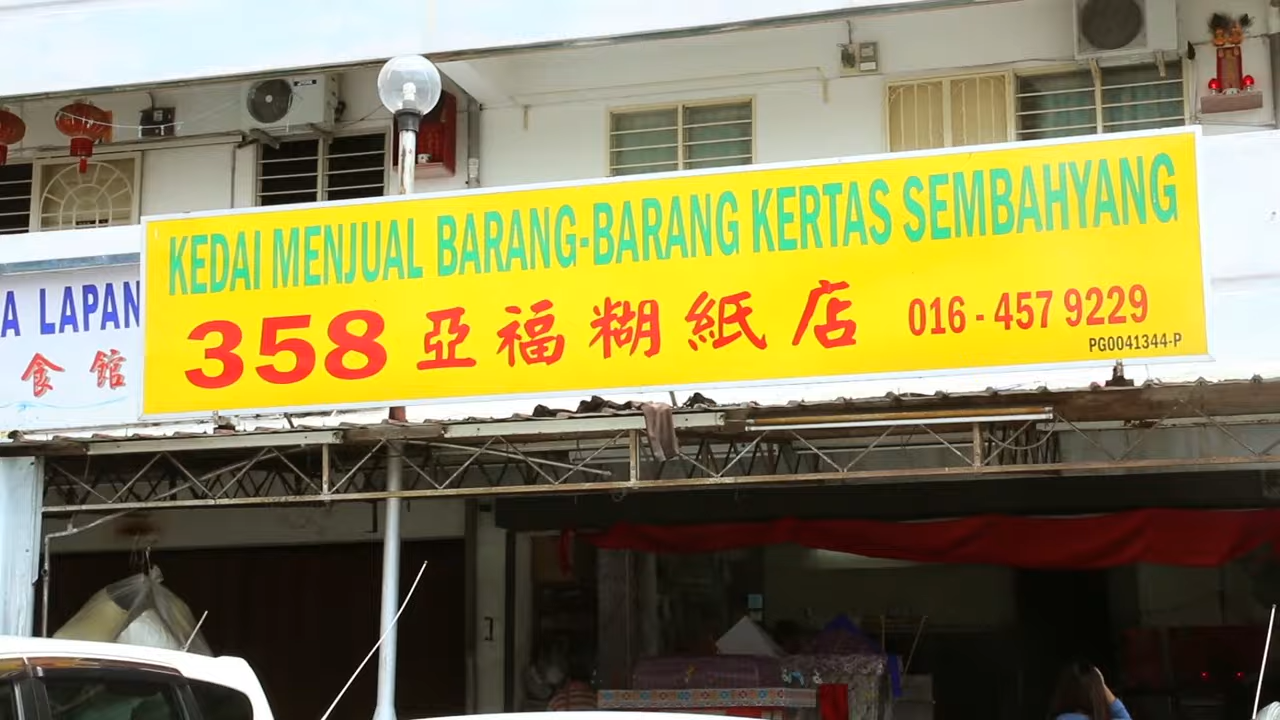 KEDAI MENJUAL BARANG-BARANG KERTAS SEMBAHYANG
358 亞福糊紙店 016 - 457 9229
PG0041344-P
A LAPAN
食館